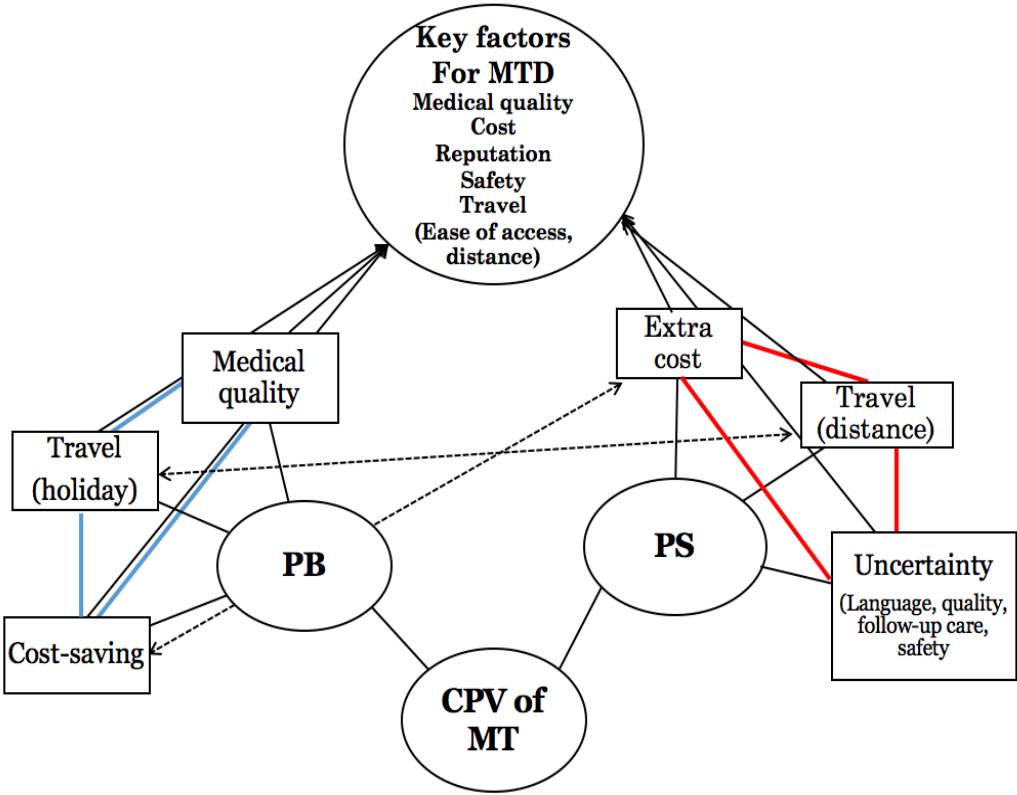 Key factors
For MTD
Medical quality
Cost
Reputation
Safety
Travel
(Ease of access,
distance)
Medical
quality
Extra
cost
Travel
(holiday)
Travel
(distance)
PB
PS
Uncertainty
(Language, quality,
follow-up care,
safety
Cost-saving
CPV of
MT